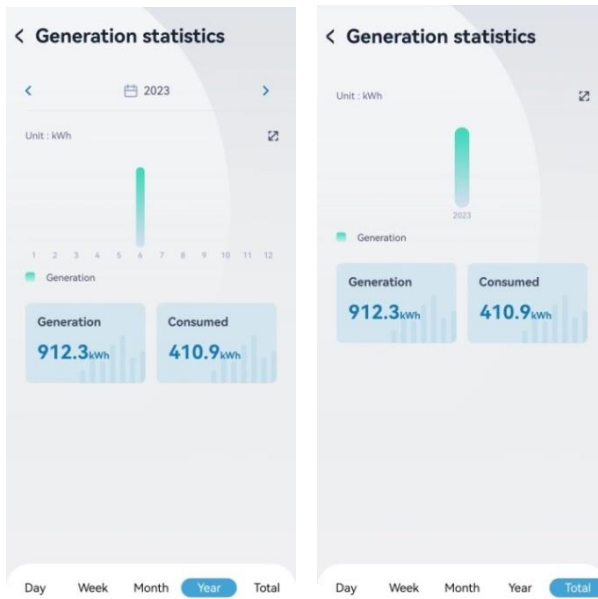 Generation statistics
2023
Unit : kWh
1 2 3 4 5 6 7 8 9 10 11 12
Generation
Generation Consumed
912.3kWh 410.9kWh
Day Week Month Year Total
Generation statistics
Unit : kWh
2023
Generation
Generation Consumed
912.3kWh 410.9kWh
Day Week Month Year Total